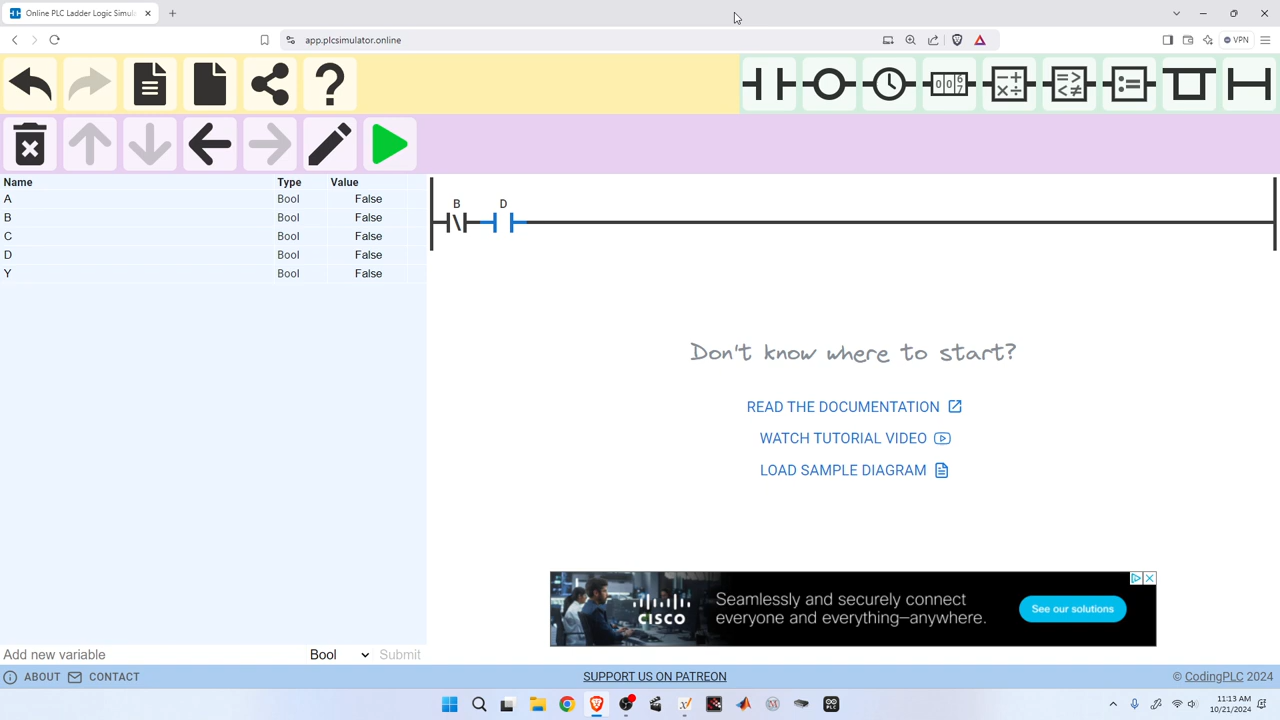 Online PLC Ladder Logic Simul
app.plcsimulator.online
VPN
Name Type Value
A Bool False
B Bool False
C Bool False
D Bool False
Y Bool False
B D
Don't know where to start?
READ THE DOCUMENTATION
WATCH TUTORIAL VIDEO
LOAD SAMPLE DIAGRAM
CISCO
Seamlessly and securely connect
everyone and everything—anywhere.
See our solutions
Add new variable Bool Submit
ABOUT CONTACT SUPPORT US ON PATREON © CodingPLC 2024
11:13 AM
10/21/2024